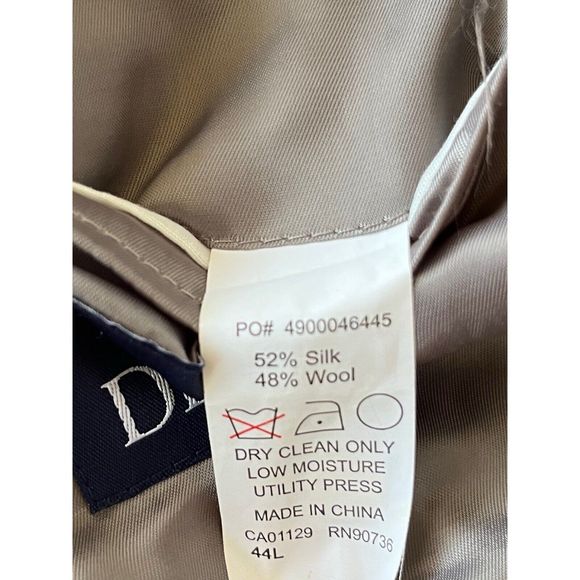 PO# 4900046445
52% Silk
48% Wool
DRY CLEAN ONLY
LOW MOISTURE
UTILITY PRESS
MADE IN CHINA
CA01129 RN90736
44L
D